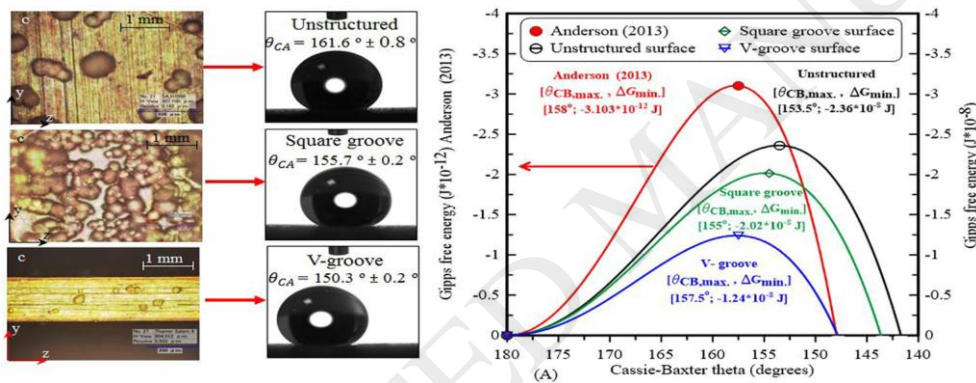 c
1 mm
y
z
Unstructured
θCA = 161.6 ° ± 0.8 °
e
1 mm
z
Square groove
θCA = 155.7 ° ± 0.2 °
c
1 mm
y
z
V-groove
θCA = 150.3 ° ± 0.2 °
Gipps free energy (J*10⁻¹²) Anderson (2013)
-4
-3.5
-3
-2.5
-2
-1.5
-1
-0.5
0
Anderson (2013)
Square groove surface
Unstructured surface
V-groove surface
Anderson (2013)
[θCB,max. , ΔGmin.]
[158°; -3.103*10⁻¹² J]
Unstructured
[θCB,max. , ΔGmin.]
[153.5°; -2.36*10⁻⁸ J]
Square groove
[θCB,max., ΔGmin.]
[155°; -2.02*10⁻⁵ J]
V- groove
[θCB,max. , ΔGmin.]
[157.5°; -1.24*10⁻⁸ J]
-4
-3.5
-3
-2.5
-2
-1.5
-1
-0.5
0
Gipps free energy (J*10⁻⁸)
180 175 170 165 160 155 150 145 140
(A) Cassie-Baxter theta (degrees)